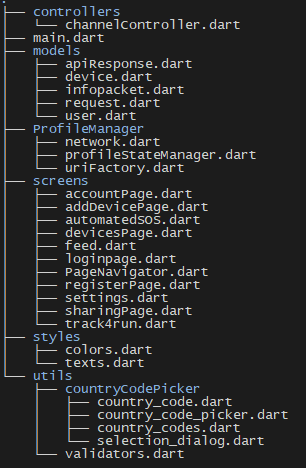 .
├── controllers
│   └── channelController.dart
├── main.dart
├── models
│   ├── apiResponse.dart
│   ├── device.dart
│   ├── infopacket.dart
│   ├── request.dart
│   └── user.dart
├── ProfileManager
│   ├── network.dart
│   ├── profileStateManager.dart
│   └── uriFactory.dart
├── screens
│   ├── accountPage.dart
│   ├── addDevicePage.dart
│   ├── automatedSOS.dart
│   ├── devicesPage.dart
│   ├── feed.dart
│   ├── loginpage.dart
│   ├── PageNavigator.dart
│   ├── registerPage.dart
│   ├── settings.dart
│   ├── sharingPage.dart
│   └── track4run.dart
├── styles
│   ├── colors.dart
│   └── texts.dart
└── utils
    ├── countryCodePicker
    │   ├── country_code.dart
    │   ├── country_code_picker.dart
    │   ├── country_codes.dart
    │   └── selection_dialog.dart
    └── validators.dart